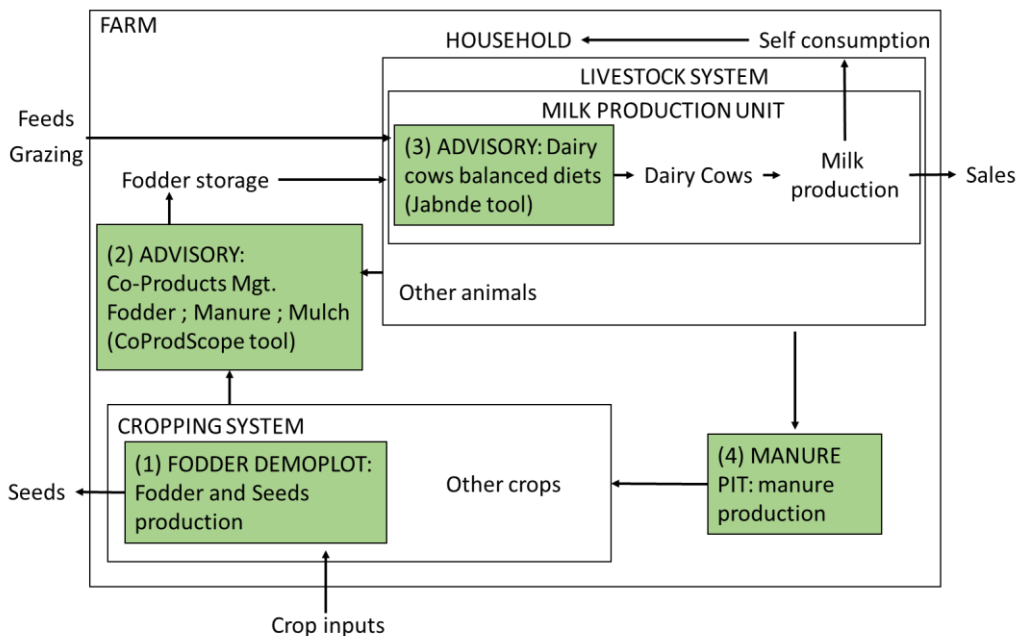 FARM
HOUSEHOLD
Self consumption
LIVESTOCK SYSTEM
MILK PRODUCTION UNIT
Feeds
Grazing
(3) ADVISORY: Dairy
cows balanced diets
(Jabnde tool)
Dairy Cows
Milk
production
Sales
Fodder storage
(2) ADVISORY:
Co-Products Mgt.
Fodder ; Manure ; Mulch
(CoProdScope tool)
Other animals
CROPPING SYSTEM
(1) FODDER DEMOPLOT:
Fodder and Seeds
production
Seeds
Other crops
(4) MANURE
PIT: manure
production
Crop inputs